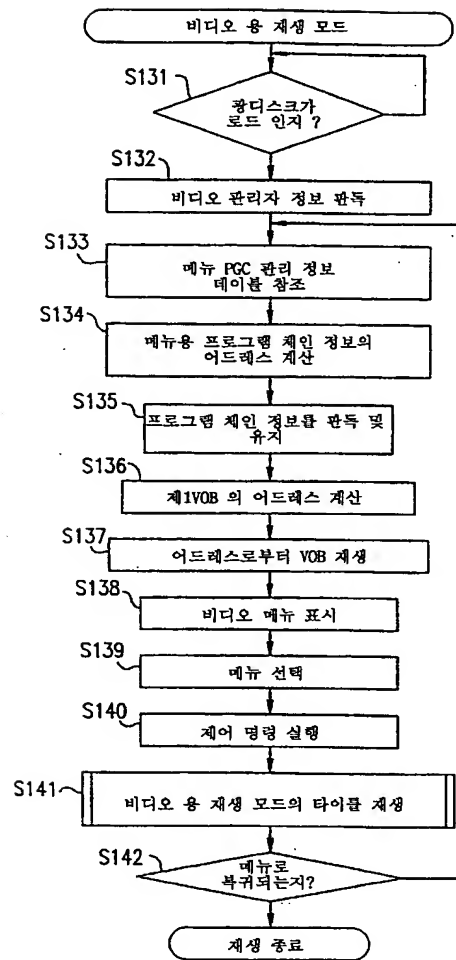 비디오 용 재생 모드
S131
광디스크가
로드 인지 ?
S132
비디오 관리자 정보 판독
S133
메뉴 PGC 관리 정보
테이블 참조
S134
메뉴용 프로그램 체인 정보의
어드레스 계산
S135
프로그램 체인 정보를 판독 및
유지
S136
제1VOB 의 어드레스 계산
S137
어드레스로부터 VOB 재생
S138
비디오 메뉴 표시
S139
메뉴 선택
S140
제어 명령 실행
S141
비디오 용 재생 모드의 타이틀 재생
S142
메뉴로
복귀되는지?
재생 종료